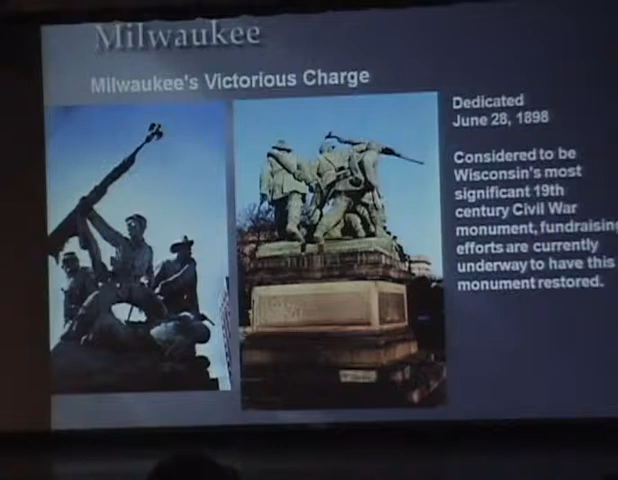 Milwaukee
Milwaukee's Victorious Charge
Dedicated
June 28, 1898
Considered to be
Wisconsin's most
significant 19th
century Civil War
monument, fundraising
efforts are currently
underway to have this
monument restored.